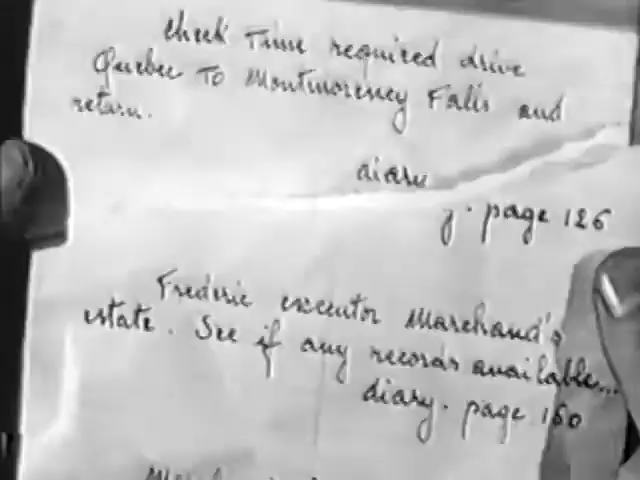 Check Time required drive
Quebec To Montmorency Falls and
return.
diary
page 126
Frederic executor Marchand's
estate. See if any records available...
diary. page 160